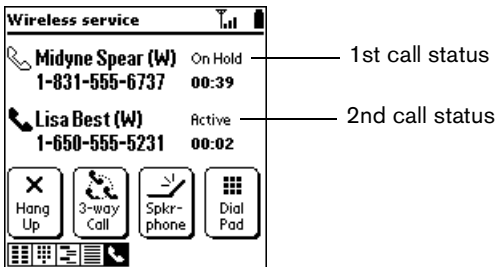 Wireless service
Midyne Spear (W) On Hold
1-831-555-6737 00:39
1st call status
Lisa Best (W) Active
1-650-555-5231 00:02
2nd call status
Hang Up
3-way Call
Spkr-phone
Dial Pad